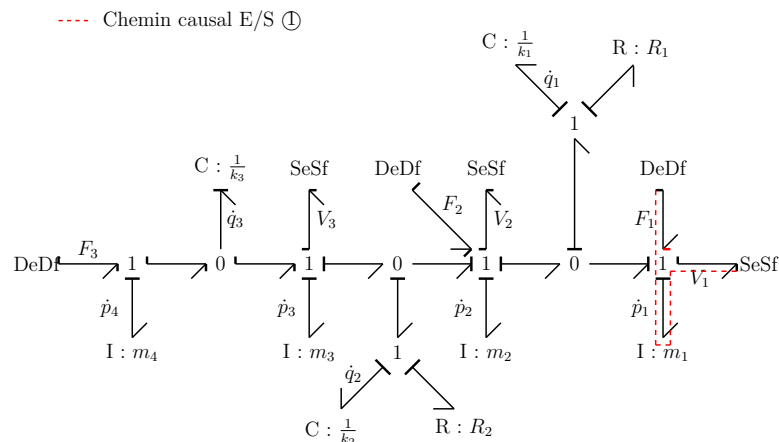 Chemin causal E/S ①
C : 1/k₁ R : R₁
q̇₁
1
C : 1/k₃ SeSf DeDf SeSf DeDf
q̇₃ V₃ F₂ V₂ F₁
F₃
DeDf 1 0 1 0 1 0 1 SeSf
V₁
ṗ₄ ṗ₃ ṗ₂ ṗ₁
I : m₄ I : m₃ 1 I : m₂ I : m₁
q̇₂
C : 1/k₂ R : R₂